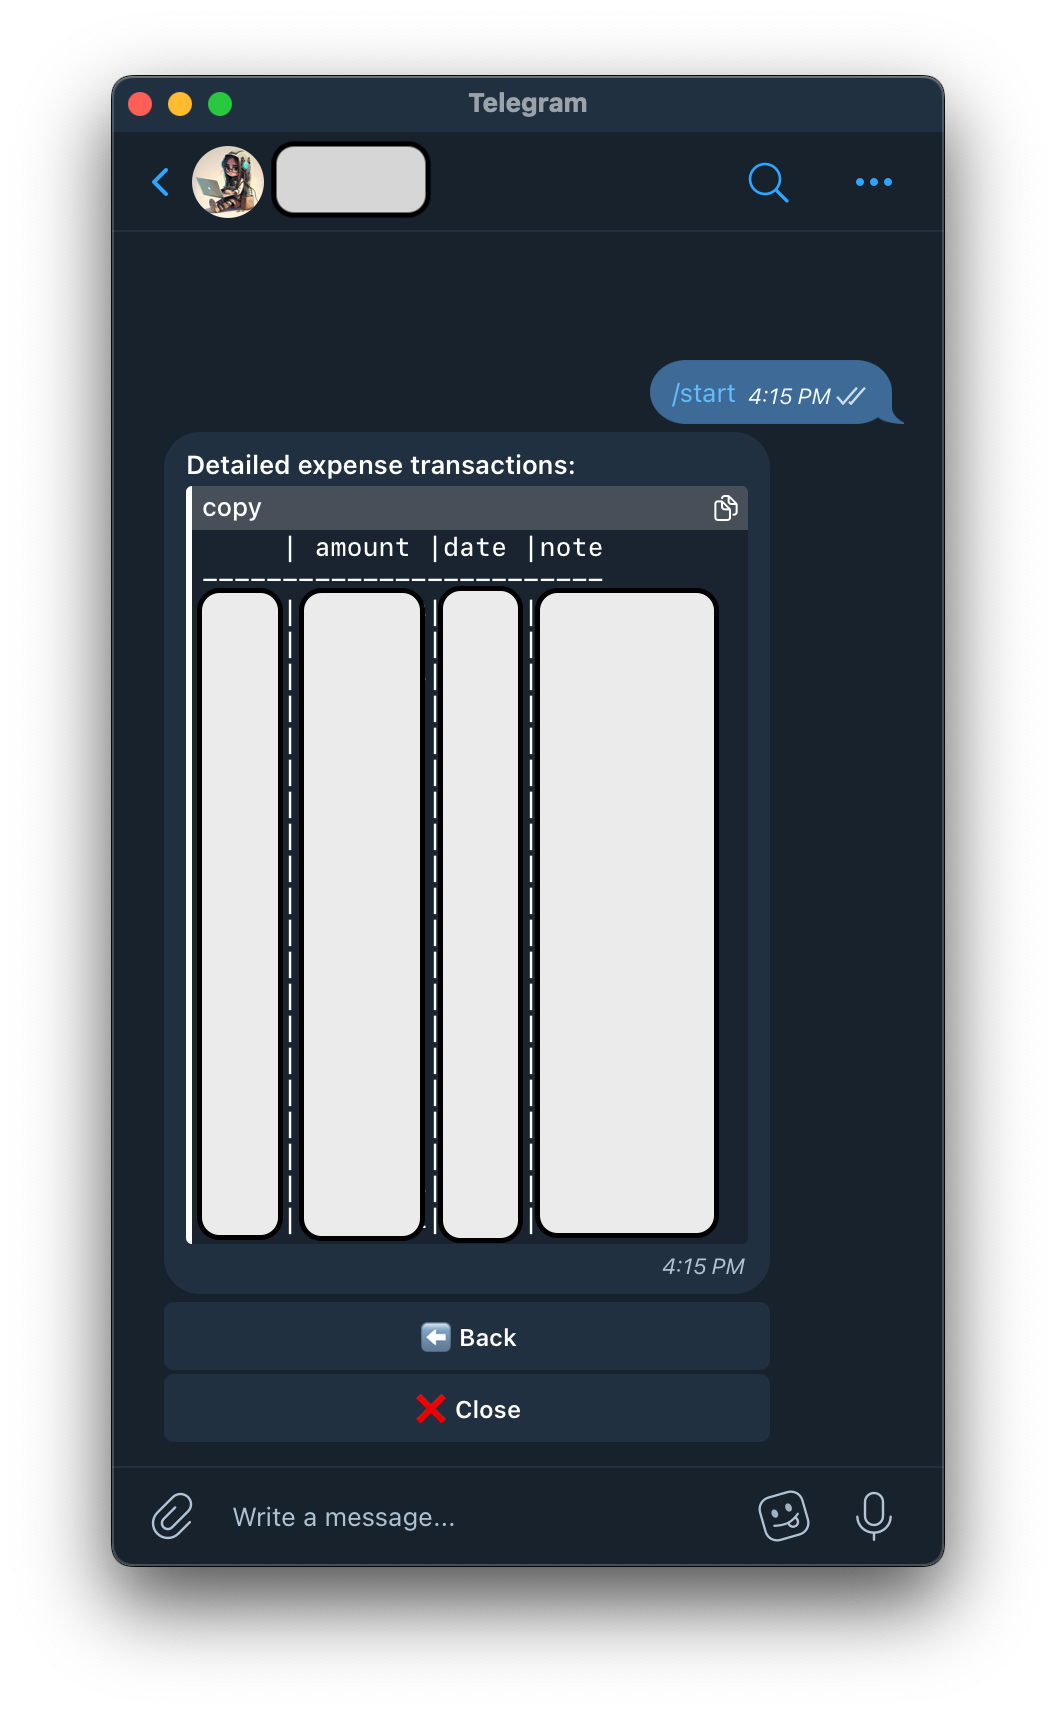 Telegram
/start 4:15 PM
Detailed expense transactions:
copy
| amount |date |note
-------------------------
4:15 PM
⬅️ Back
❌ Close
Write a message...